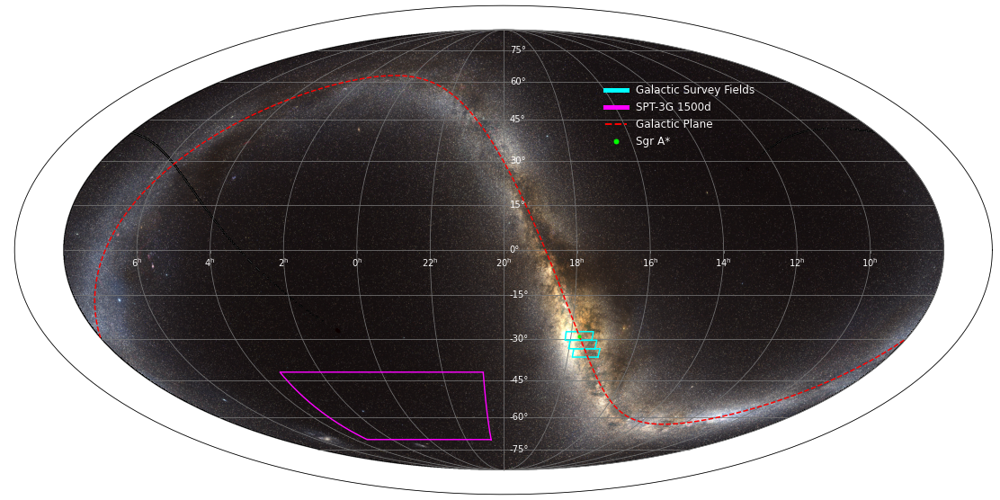 75°
60°
Galactic Survey Fields
SPT-3G 1500d
45°
Galactic Plane
Sgr A*
30°
15°
0°
6ʰ 4ʰ 2ʰ 0ʰ 22ʰ 20ʰ 18ʰ 16ʰ 14ʰ 12ʰ 10ʰ
-15°
-30°
-45°
-60°
-75°